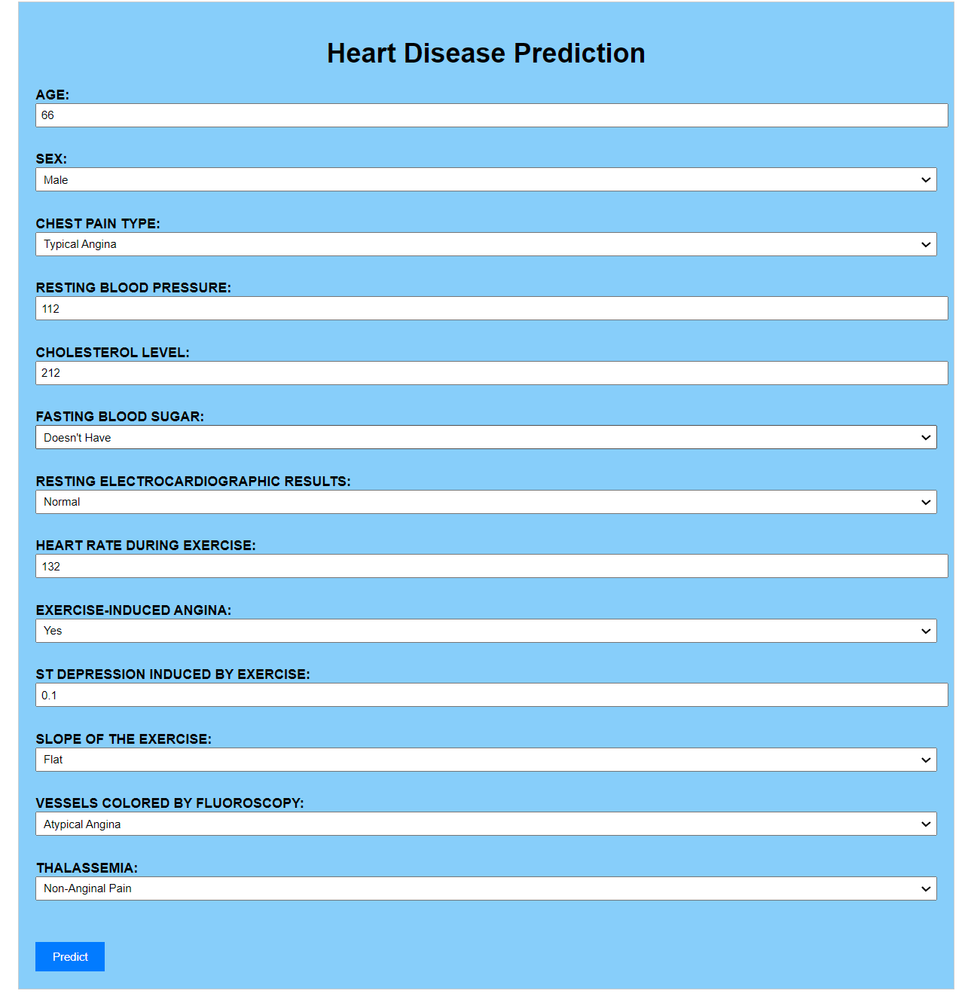 Heart Disease Prediction
AGE:
66
SEX:
Male
CHEST PAIN TYPE:
Typical Angina
RESTING BLOOD PRESSURE:
112
CHOLESTEROL LEVEL:
212
FASTING BLOOD SUGAR:
Doesn't Have
RESTING ELECTROCARDIOGRAPHIC RESULTS:
Normal
HEART RATE DURING EXERCISE:
132
EXERCISE-INDUCED ANGINA:
Yes
ST DEPRESSION INDUCED BY EXERCISE:
0.1
SLOPE OF THE EXERCISE:
Flat
VESSELS COLORED BY FLUOROSCOPY:
Atypical Angina
THALASSEMIA:
Non-Anginal Pain
Predict